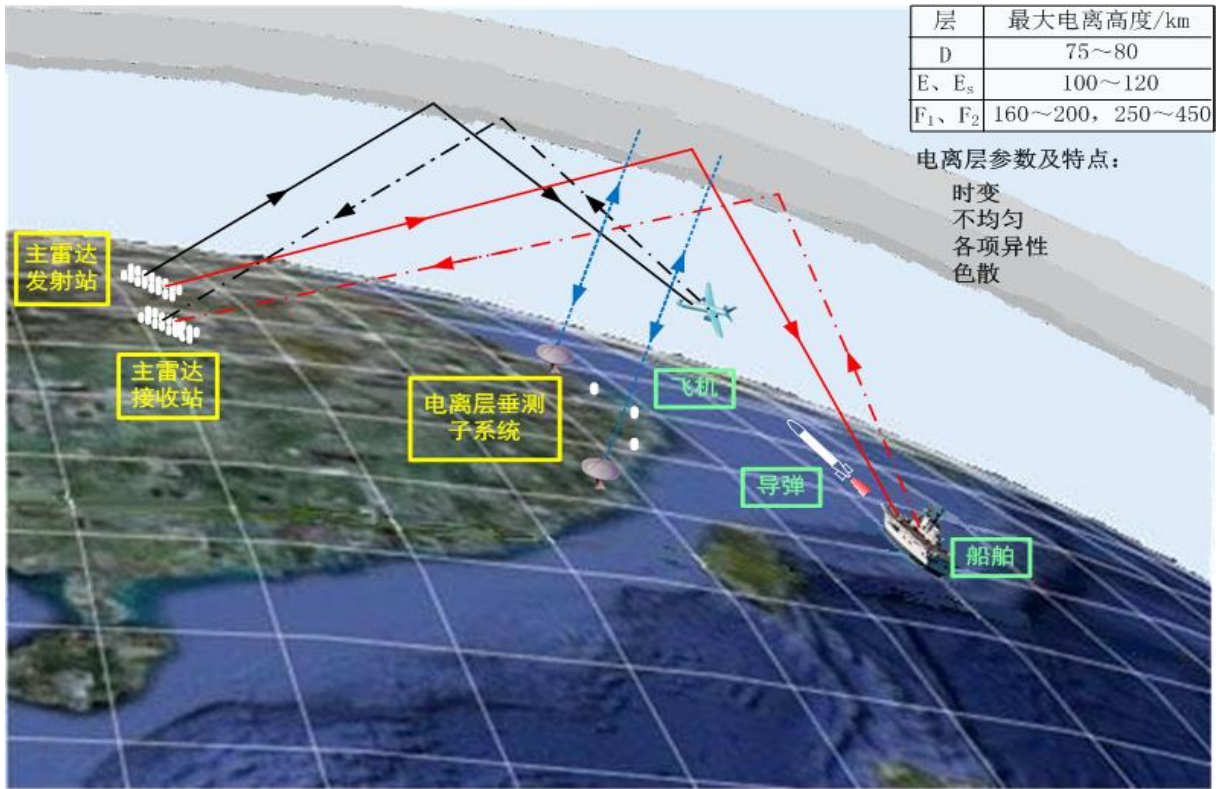 层 最大电离高度/km
D 75～80
E、Es 100～120
F1、F2 160～200，250～450
电离层参数及特点：
时变
不均匀
各项异性
色散
主雷达
发射站
主雷达
接收站
电离层垂测
子系统
飞机
导弹
船舶